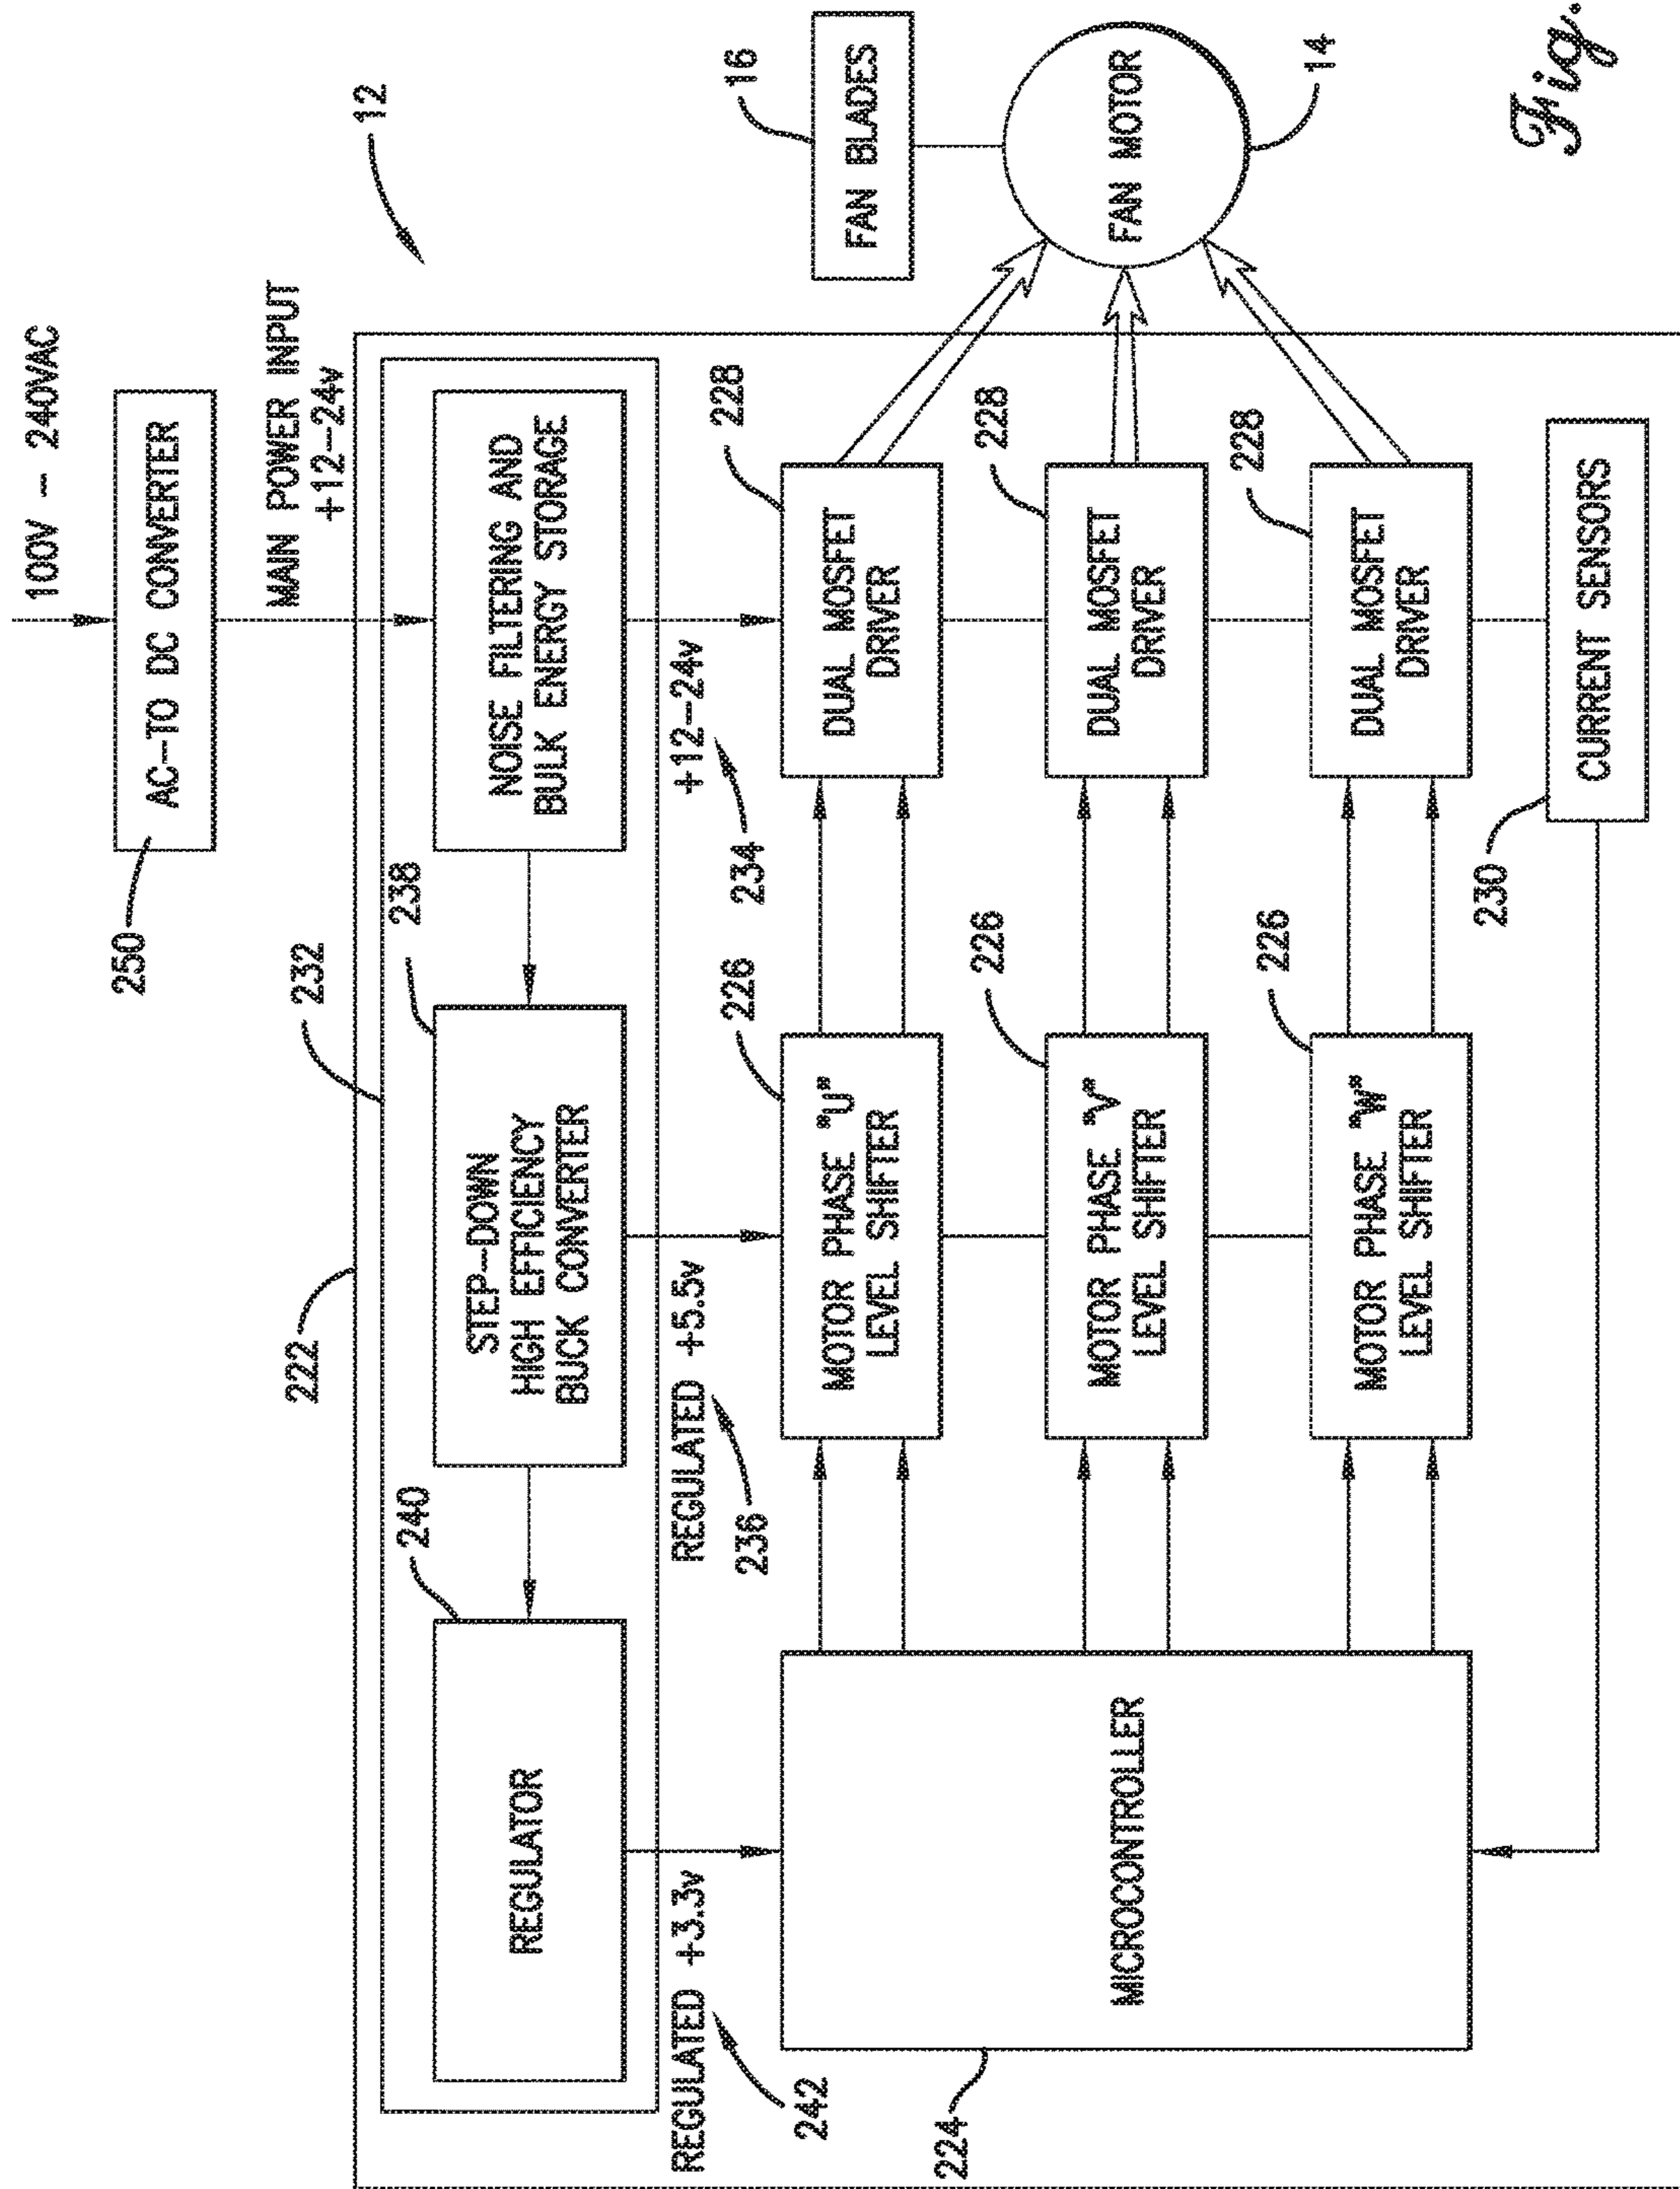 100V - 240VAC
AC-TO DC CONVERTER
250
MAIN POWER INPUT
+12-24v
12
222
232
240
238
REGULATOR
STEP-DOWN
HIGH EFFICIENCY
BUCK CONVERTER
NOISE FILTERING AND
BULK ENERGY STORAGE
REGULATED +3.3v
242
REGULATED +5.5v
236
+12-24v
234
224
MICROCONTROLLER
226
MOTOR PHASE "U"
LEVEL SHIFTER
228
DUAL MOSFET
DRIVER
16
FAN BLADES
226
MOTOR PHASE "V"
LEVEL SHIFTER
228
DUAL MOSFET
DRIVER
FAN MOTOR
14
226
MOTOR PHASE "W"
LEVEL SHIFTER
228
DUAL MOSFET
DRIVER
230
CURRENT SENSORS
Fig.